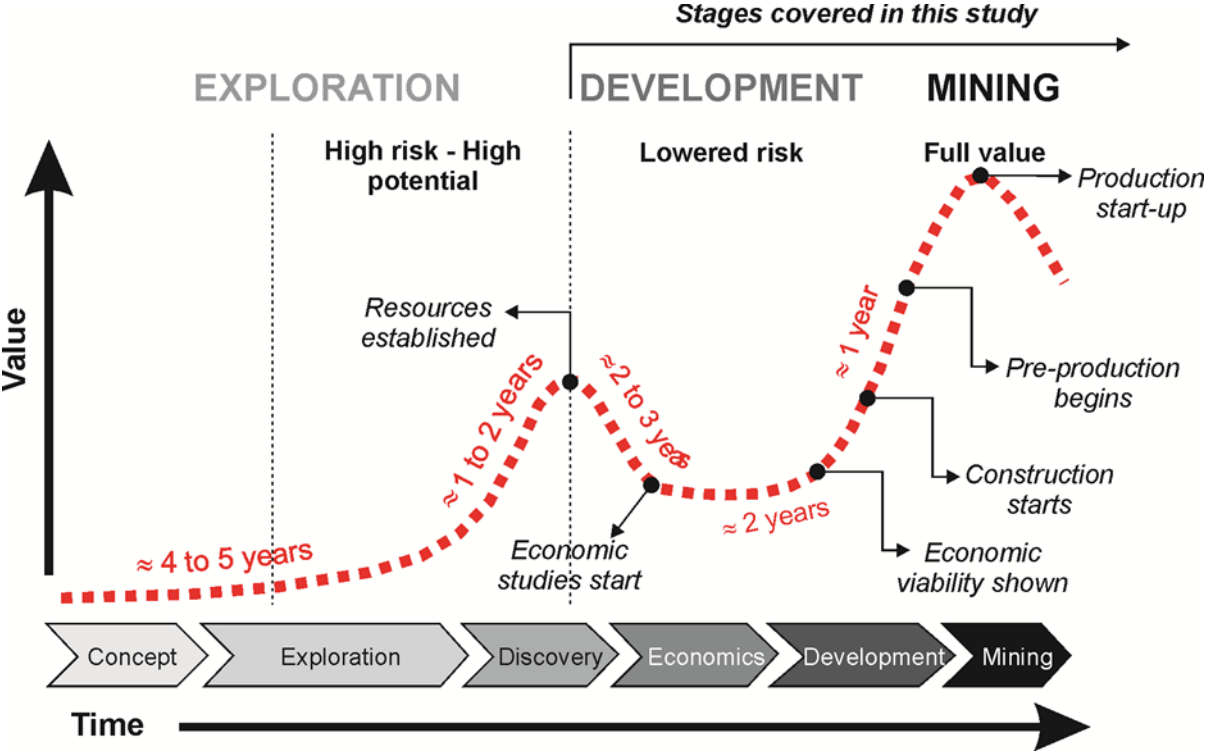 Stages covered in this study
EXPLORATION
DEVELOPMENT
MINING
High risk - High
potential
Lowered risk
Full value
Production
start-up
Resources
established
Value
≈ 4 to 5 years
≈ 1 to 2 years
≈ 2 to 3 years
≈ 2 years
≈ 1 year
Pre-production
begins
Construction
starts
Economic
studies start
Economic
viability shown
Concept
Exploration
Discovery
Economics
Development
Mining
Time